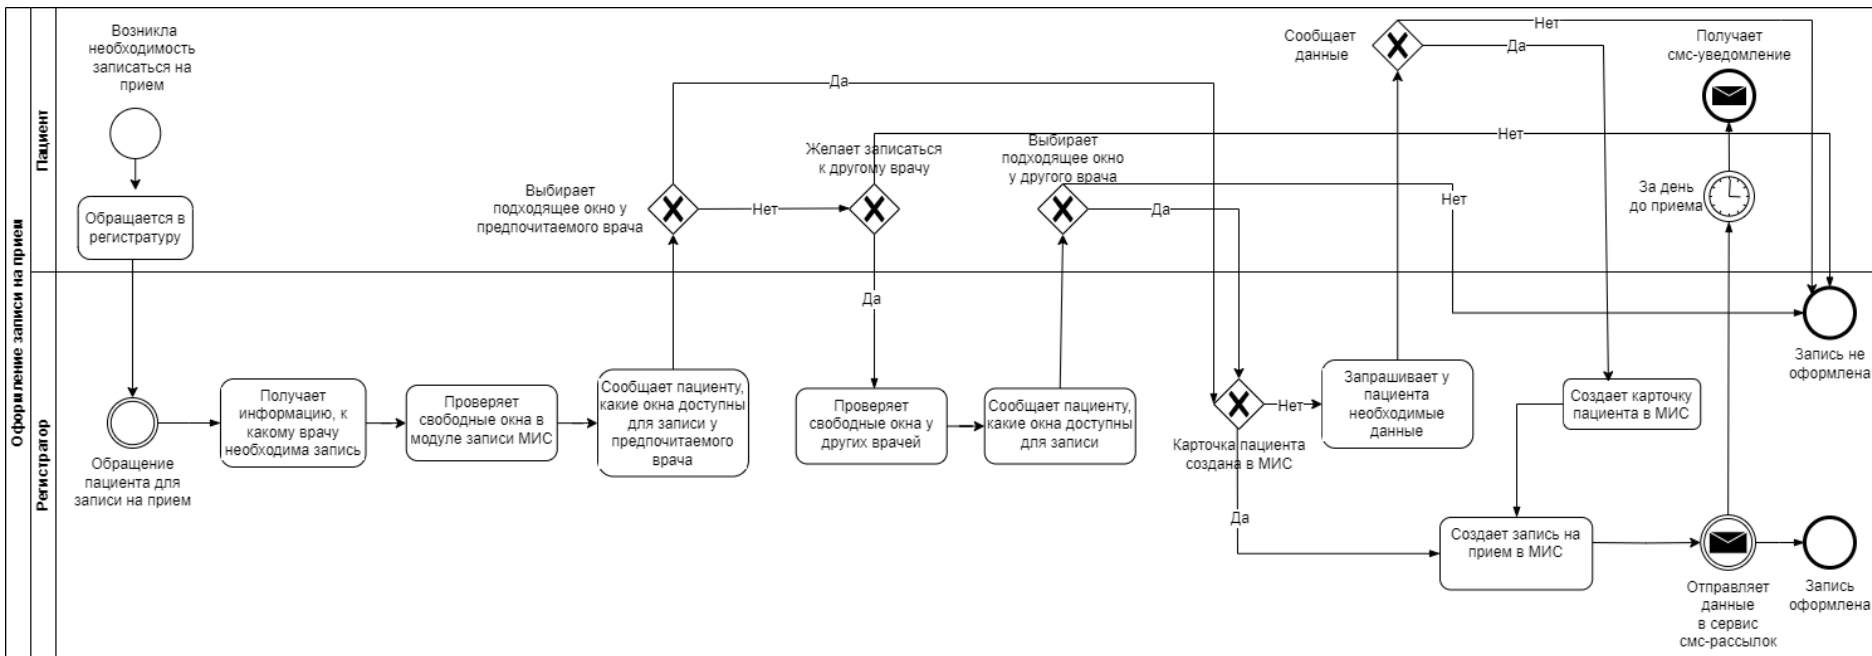 Оформление записи на прием
Пациент
Регистратор
Возникла
необходимость
записаться на
прием
Обращается в
регистратуру
Обращение
пациента для
записи на прием
Получает
информацию, к
какому врачу
необходима запись
Проверяет
свободные окна в
модуле записи МИС
Сообщает пациенту,
какие окна доступны
для записи у
предпочитаемого
врача
Выбирает
подходящее окно у
предпочитаемого врача
Да
Нет
Желает записаться
к другому врачу
Нет
Да
Проверяет
свободные окна у
других врачей
Сообщает пациенту,
какие окна доступны
для записи
Выбирает
подходящее окно
у другого врача
Нет
Да
Карточка пациента
создана в МИС
Нет
Да
Запрашивает у
пациента
необходимые
данные
Сообщает
данные
Нет
Да
Создает карточку
пациента в МИС
Создает запись на
прием в МИС
Отправляет
данные
в сервис
смс-рассылок
За день
до приема
Получает
смс-уведомление
Запись не
оформлена
Запись
оформлена